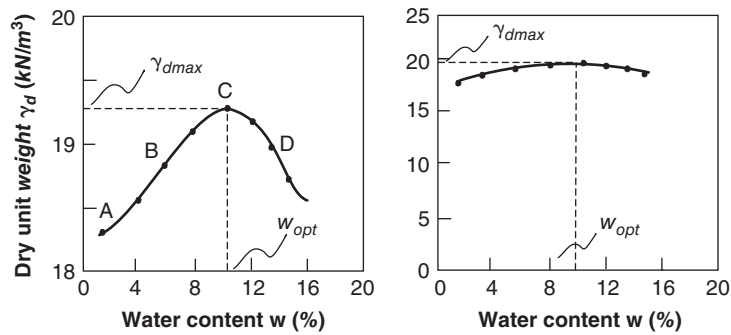 Dry unit weight γd (kN/m3)
20
19
18
γdmax
C
B
D
A
wopt
0 4 8 12 16 20
Water content w (%)
25
20
15
10
5
0
γdmax
wopt
0 4 8 12 16 20
Water content w (%)